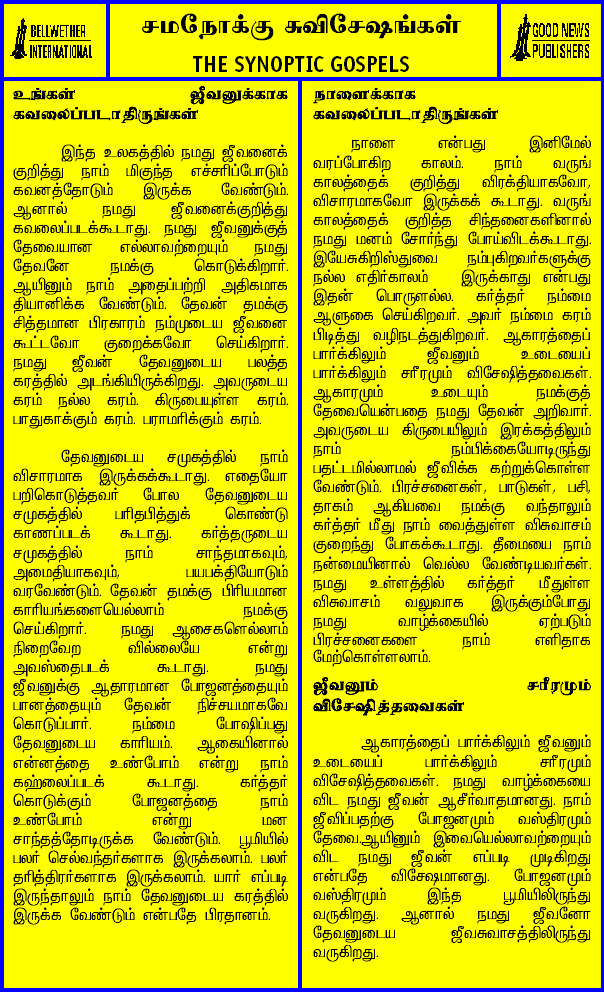 BELLWETHER
INTERNATIONAL
சமநோக்கு சுவிசேஷங்கள்
THE SYNOPTIC GOSPELS
GOOD NEWS
PUBLISHERS
உங்கள் ஜீவனுக்காக
கவலைப்படாதிருங்கள்
இந்த உலகத்தில் நமது ஜீவனைக்
குறித்து நாம் மிகுந்த எச்சரிப்போடும்
கவனத்தோடும் இருக்க வேண்டும்.
ஆனால் நமது ஜீவனைக்குறித்து
கவலைப்படக்கூடாது. நமது ஜீவனுக்குத்
தேவையான எல்லாவற்றையும் நமது
தேவனே நமக்கு கொடுக்கிறார்.
ஆயினும் நாம் அதைப்பற்றி அதிகமாக
தியானிக்க வேண்டும். தேவன் தமக்கு
சித்தமான பிரகாரம் நம்முடைய ஜீவனை
கூட்டவோ குறைக்கவோ செய்கிறார்.
நமது ஜீவன் தேவனுடைய பலத்த
கரத்தில் அடங்கியிருக்கிறது. அவருடைய
கரம் நல்ல கரம். கிருபையுள்ள கரம்.
பாதுகாக்கும் கரம். பராமரிக்கும் கரம்.
தேவனுடைய சமுகத்தில் நாம்
விசாரமாக இருக்கக்கூடாது. எதையோ
பறிகொடுத்தவர் போல தேவனுடைய
சமுகத்தில் பரிதபித்துக் கொண்டு
காணப்படக் கூடாது. கர்த்தருடைய
சமுகத்தில் நாம் சாந்தமாகவும்,
அமைதியாகவும், பயபக்தியோடும்
வரவேண்டும். தேவன் தமக்கு பிரியமான
காரியங்களையெல்லாம் நமக்கு
செய்கிறார். நமது ஆசைகளெல்லாம்
நிறைவேற வில்லையே என்று
அவஸ்தைபடக் கூடாது. நமது
ஜீவனுக்கு ஆதாரமான போஜனத்தையும்
பானத்தையும் தேவன் நிச்சயமாகவே
கொடுப்பார். நம்மை போஷிப்பது
தேவனுடைய காரியம். ஆகையினால்
என்னத்தை உண்போம் என்று நாம்
கஹ்லைப்படக் கூடாது. கர்த்தர்
கொடுக்கும் போஜனத்தை நாம்
உண்போம் என்று மன
சாந்தத்தோடிருக்க வேண்டும். பூமியில்
பலர் செல்வந்தர்களாக இருக்கலாம். பலர்
தரித்திரர்களாக இருக்கலாம். யார் எப்படி
இருந்தாலும் நாம் தேவனுடைய கரத்தில்
இருக்க வேண்டும் என்பதே பிரதானம்.
நாளைக்காக
கவலைப்படாதிருங்கள்
நாளை என்பது இனிமேல்
வரப்போகிற காலம். நாம் வருங்
காலத்தைக் குறித்து விரக்தியாகவோ,
விசாரமாகவோ இருக்கக் கூடாது. வருங்
காலத்தைக் குறித்த சிந்தனைகளினால்
நமது மனம் சோர்ந்து போய்விடக்கூடாது.
இயேசுகிறிஸ்துவை நம்புகிறவர்களுக்கு
நல்ல எதிர்காலம் இருக்காது என்பது
இதன் பொருளல்ல. கர்த்தர் நம்மை
ஆளுகை செய்கிறவர். அவர் நம்மை கரம்
பிடித்து வழிநடத்துகிறவர். ஆகாரத்தைப்
பார்க்கிலும் ஜீவனும் உடையைப்
பார்க்கிலும் சரீரமும் விசேஷித்தவைகள்.
ஆகாரமும் உடையும் நமக்குத்
தேவையென்பதை நமது தேவன் அறிவார்.
அவருடைய கிருபையிலும் இரக்கத்திலும்
நாம் நம்பிக்கையோடிருந்து
பதட்டமில்லாமல் ஜீவிக்க கற்றுக்கொள்ள
வேண்டும். பிரச்சனைகள், பாடுகள், பசி,
தாகம் ஆகியவை நமக்கு வந்தாலும்
கர்த்தர் மீது நாம் வைத்துள்ள விசுவாசம்
குறைந்து போகக்கூடாது. தீமையை நாம்
நன்மையினால் வெல்ல வேண்டியவர்கள்.
நமது உள்ளத்தில் கர்த்தர் மீதுள்ள
விசுவாசம் வலுவாக இருக்கும்போது
நமது வாழ்க்கையில் ஏற்படும்
பிரச்சனைகளை நாம் எளிதாக
மேற்கொள்ளலாம்.
ஜீவனும் சரீரமும்
விசேஷித்தவைகள்
ஆகாரத்தைப் பார்க்கிலும் ஜீவனும்
உடையைப் பார்க்கிலும் சரீரமும்
விசேஷித்தவைகள். நமது வாழ்க்கையை
விட நமது ஜீவன் ஆசீர்வாதமானது. நாம்
ஜீவிப்பதற்கு போஜனமும் வஸ்திரமும்
தேவை.ஆயினும் இவையெல்லாவற்றையும்
விட நமது ஜீவன் எப்படி முடிகிறது
என்பதே விசேஷமானது. போஜனமும்
வஸ்திரமும் இந்த பூமியிலிருந்து
வருகிறது. ஆனால் நமது ஜீவனோ
தேவனுடைய ஜீவசுவாசத்திலிருந்து
வருகிறது.